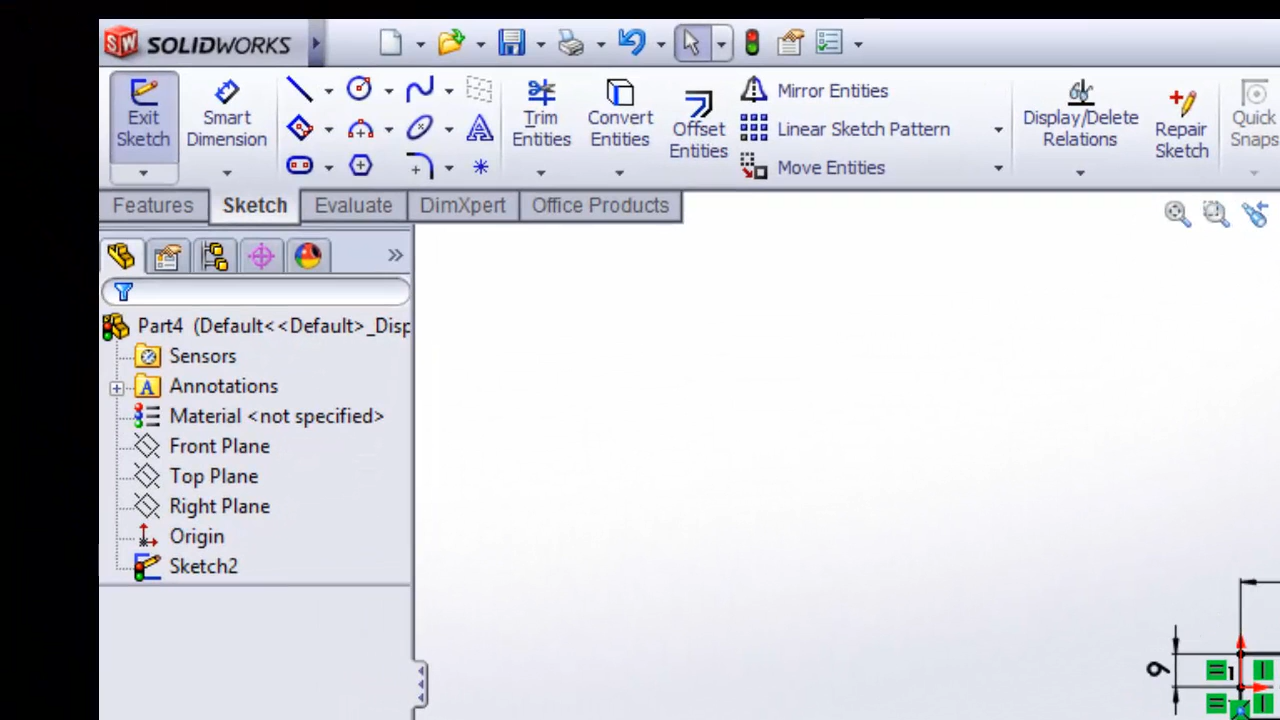 SOLIDWORKS
Exit Sketch
Smart Dimension
Trim Entities
Convert Entities
Offset Entities
Mirror Entities
Linear Sketch Pattern
Move Entities
Display/Delete Relations
Repair Sketch
Quick Snaps
Features
Sketch
Evaluate
DimXpert
Office Products
Part4 (Default<<Default>_Disp
Sensors
Annotations
Material <not specified>
Front Plane
Top Plane
Right Plane
Origin
Sketch2